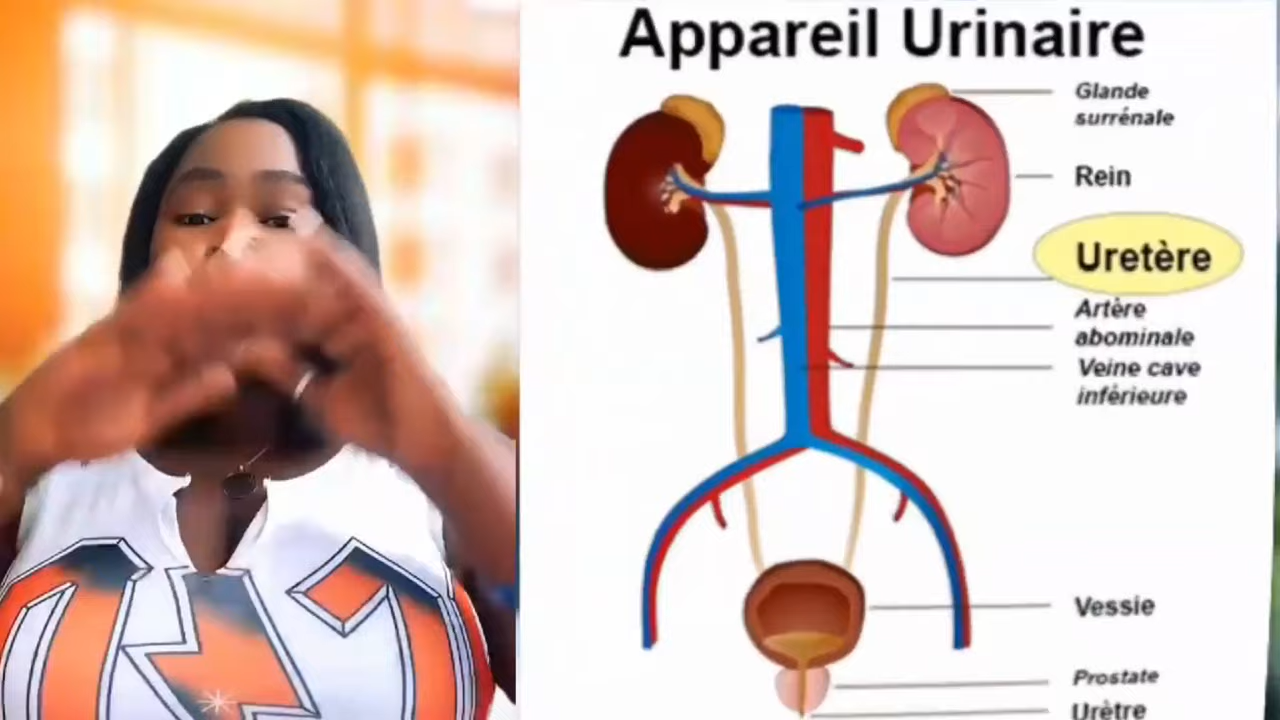 Appareil Urinaire
Glande
surrénale
Rein
Uretère
Artère
abominale
Veine cave
inférieure
Vessie
Prostate
Urètre